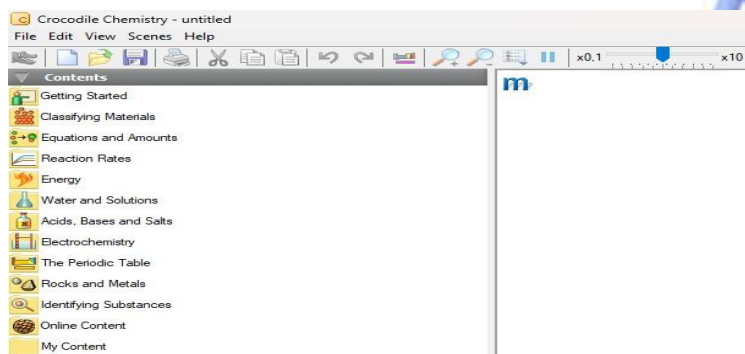 Crocodile Chemistry - untitled
File Edit View Scenes Help
x0.1 x10
Contents
m
Getting Started
Classifying Materials
Equations and Amounts
Reaction Rates
Energy
Water and Solutions
Acids, Bases and Salts
Electrochemistry
The Periodic Table
Rocks and Metals
Identifying Substances
Online Content
My Content